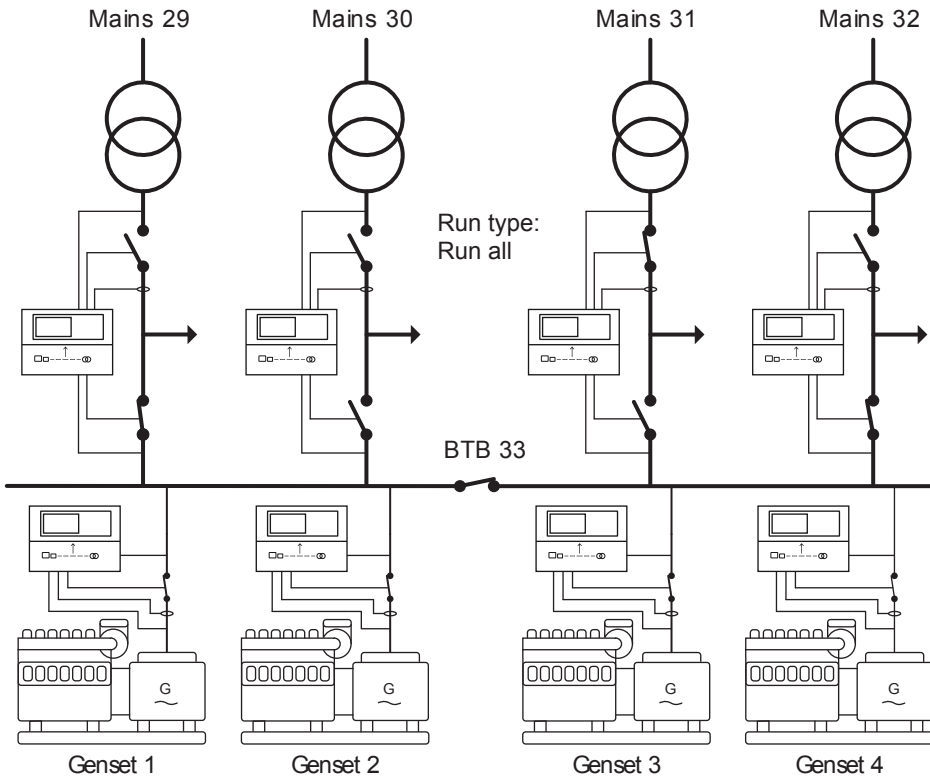 Mains 29
Mains 30
Mains 31
Mains 32
Run type:
Run all
BTB 33
G
G
G
G
Genset 1
Genset 2
Genset 3
Genset 4